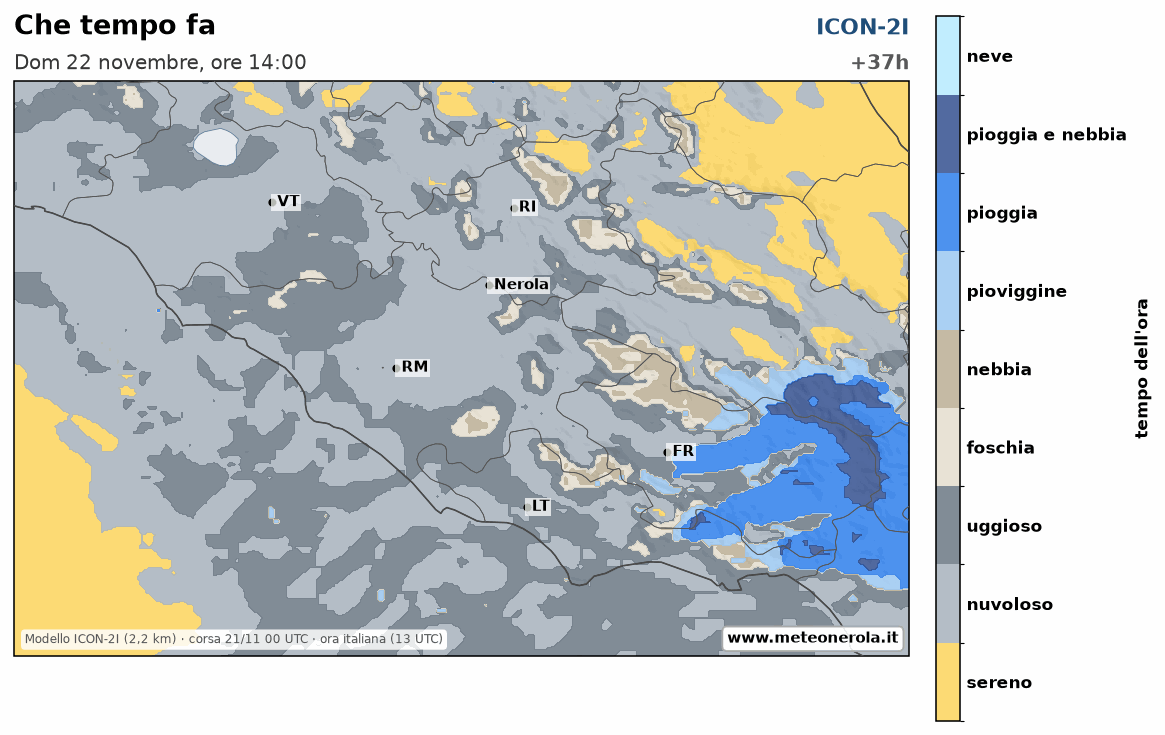 Che tempo fa
ICON-2I
Dom 22 novembre, ore 14:00
+37h
neve
pioggia e nebbia
pioggia
pioviggine
nebbia
foschia
uggioso
nuvoloso
sereno
tempo dell'ora
VT
RI
Nerola
RM
FR
LT
Modello ICON-2I (2,2 km) · corsa 21/11 00 UTC · ora italiana (13 UTC)
www.meteonerola.it